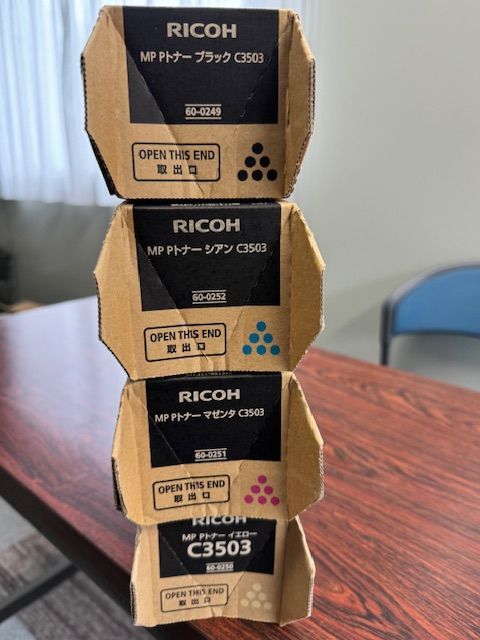 RICOH
MP Pトナー ブラック C3503
60-0249
OPEN THIS END
取出口
RICOH
MP Pトナー シアン C3503
60-0252
OPEN THIS END
取出口
RICOH
MP Pトナー マゼンタ C3503
60-0251
OPEN THIS END
取出口
RICOH
MP Pトナー イエロー
C3503
60-0250
OPEN THIS END
取出口